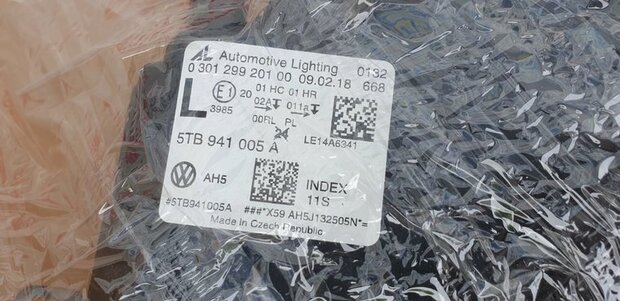 AL Automotive Lighting 0132
0 301 299 201 00 09.02.18 668
L E1 20 01 HC 01 HR
3985 02A 011a
00RL PL LE14A6341
24
5TB 941 005 A
VW AH5 INDEX
11S
#5TB941005A ###*X59 AH5J132505N*=
Made in Czech Republic